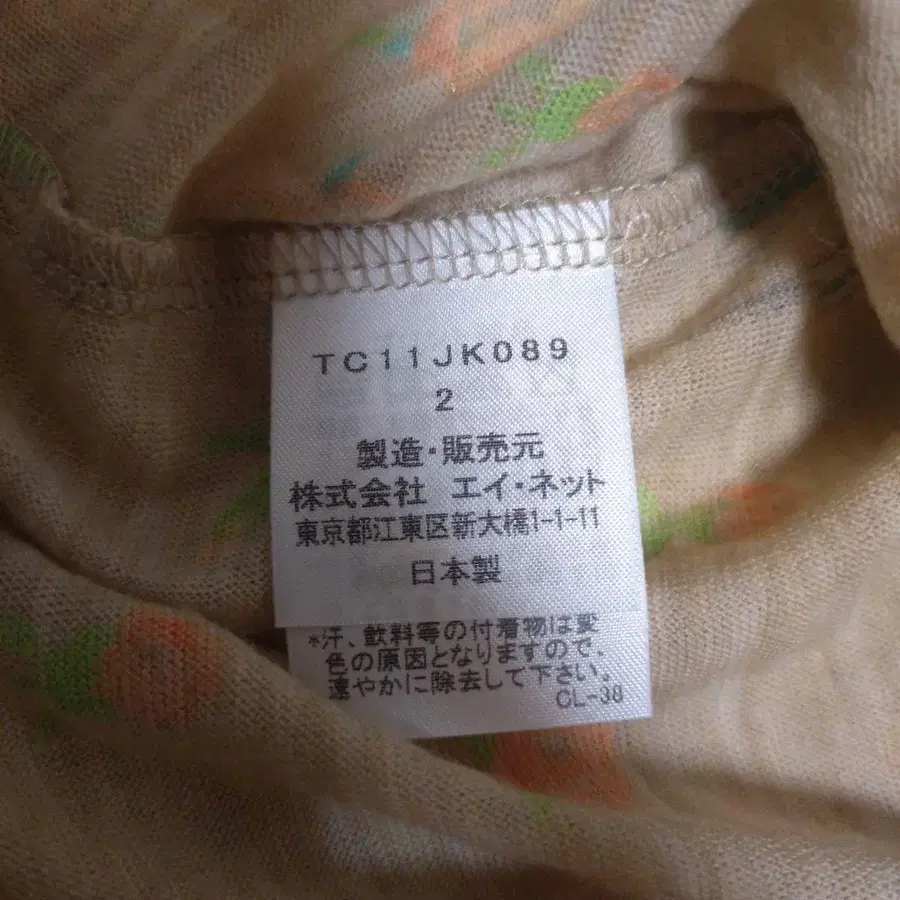 TC11JK089
2
製造・販売元
株式会社 エイ・ネット
東京都江東区新大橋1-1-11
日本製
*汗、飲料等の付着物は変
色の原因となりますので、
速やかに除去して下さい。
CL-38